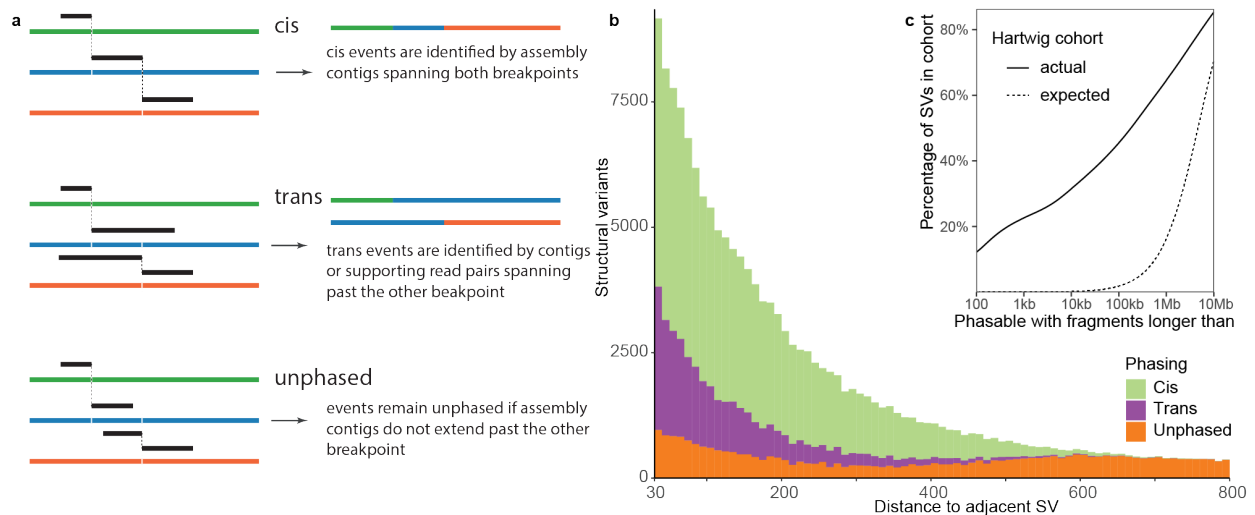 a
cis
cis events are identified by assembly
contigs spanning both breakpoints
trans
trans events are identified by contigs
or supporting read pairs spanning
past the other beakpoint
unphased
events remain unphased if assembly
contigs do not extend past the other
breakpoint
b
Structural variants
7500
5000
2500
0
30
200
400
600
800
Distance to adjacent SV
Phasing
Cis
Trans
Unphased
c
Percentage of SVs in cohort
80%
60%
40%
20%
Hartwig cohort
actual
expected
100
1kb
10kb
100kb
1Mb
10Mb
Phasable with fragments longer than